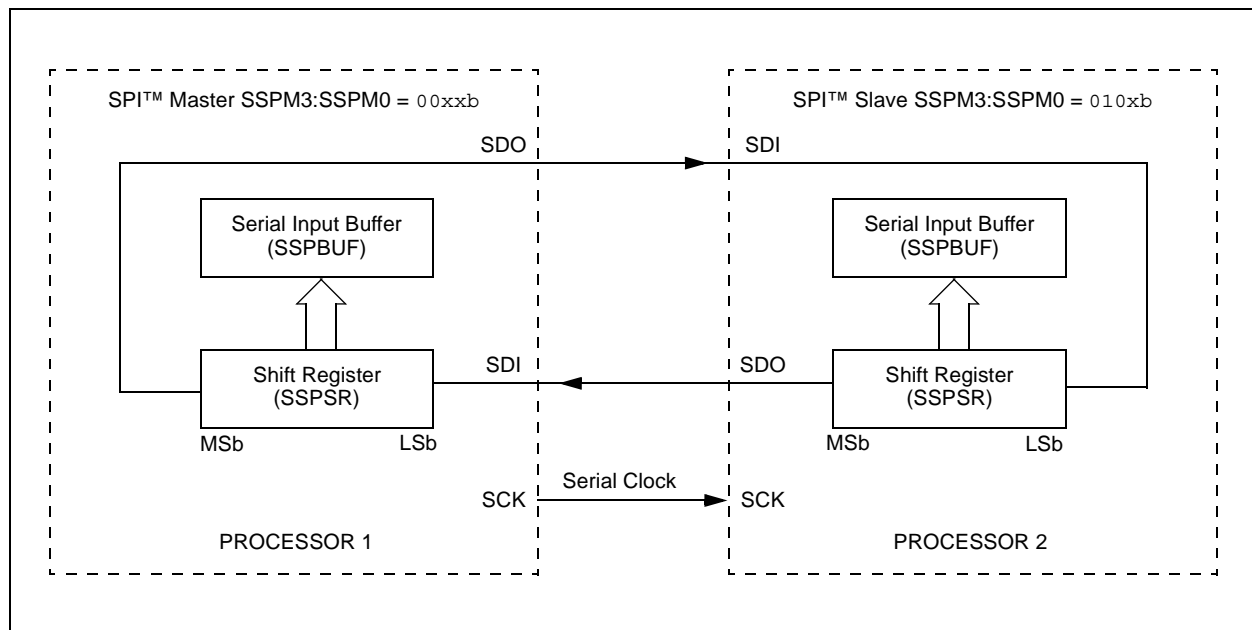 SPI™ Master SSPM3:SSPM0 = 00xxb
SPI™ Slave SSPM3:SSPM0 = 010xb
SDO
SDI
Serial Input Buffer
(SSPBUF)
Serial Input Buffer
(SSPBUF)
Shift Register
(SSPSR)
SDI
SDO
Shift Register
(SSPSR)
MSb
LSb
MSb
LSb
Serial Clock
SCK
SCK
PROCESSOR 1
PROCESSOR 2